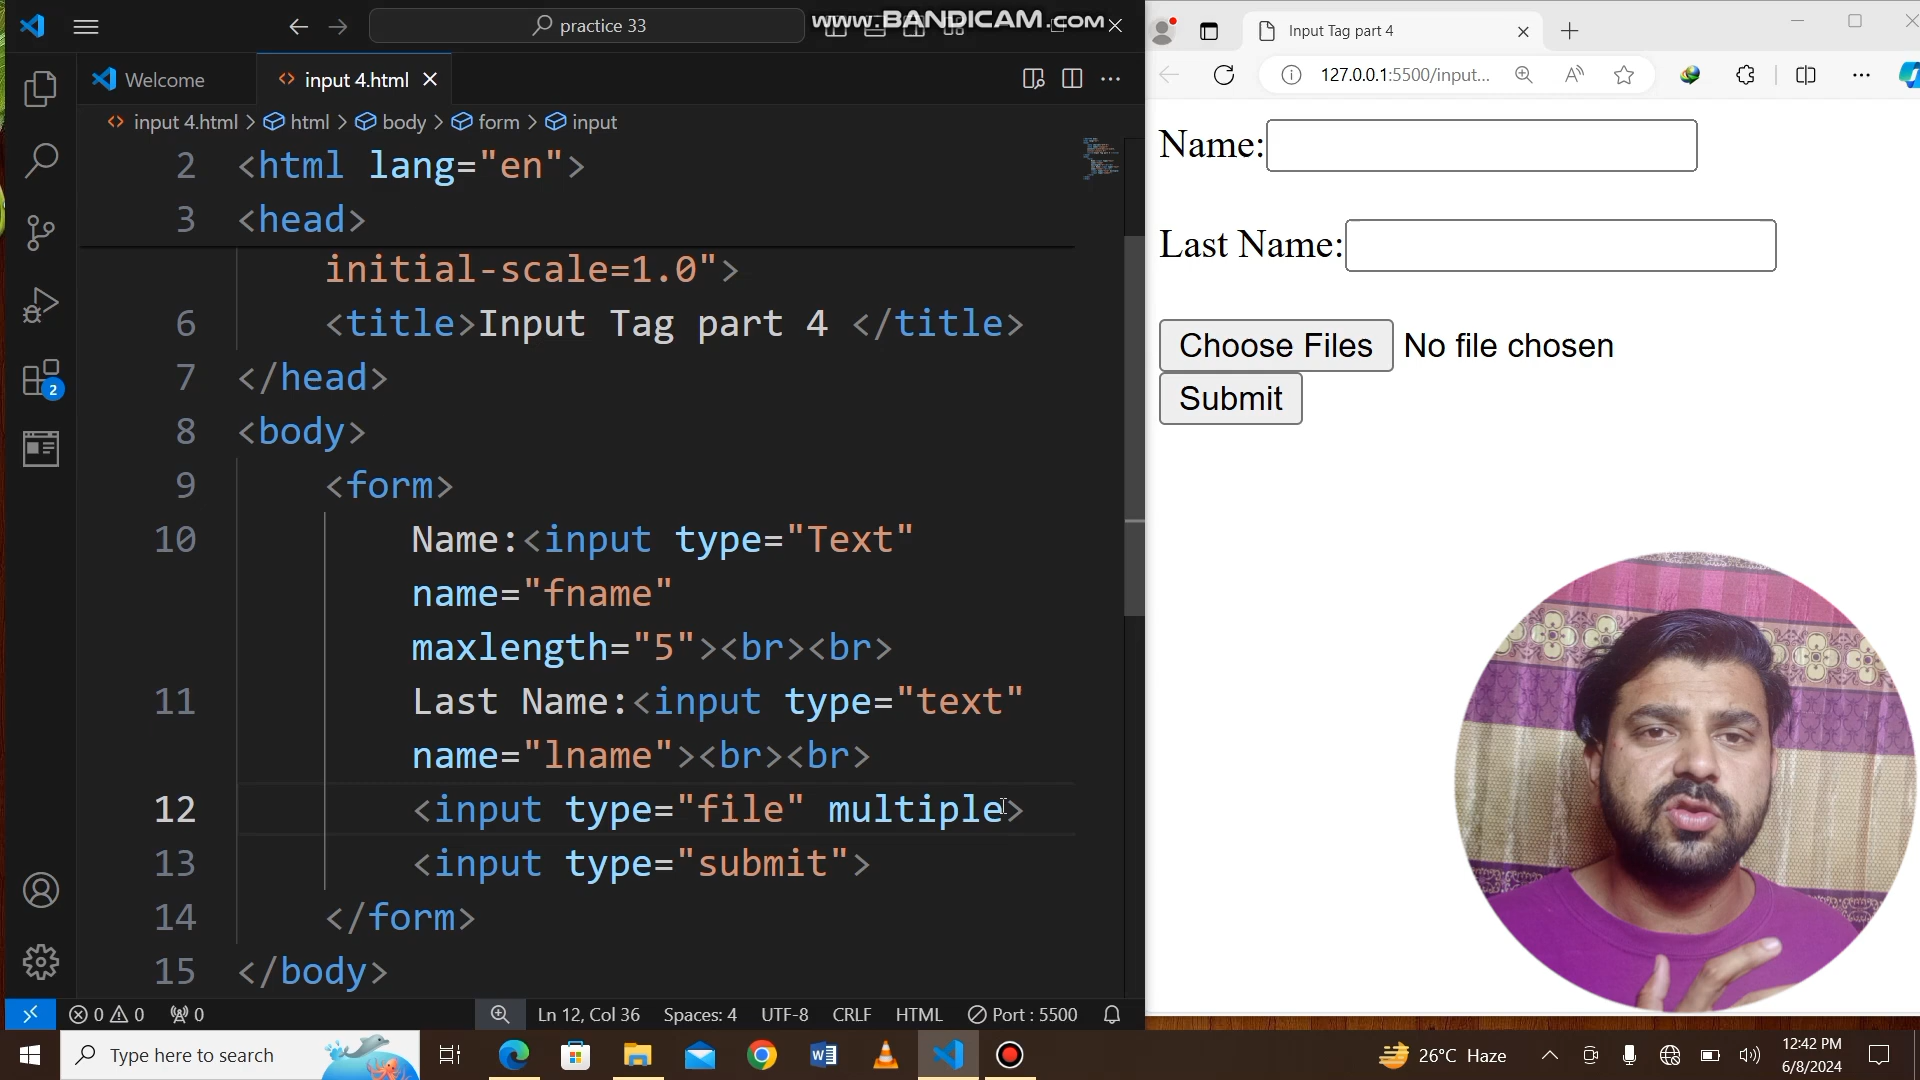 practice 33
www.BANDICAM.com
Welcome
input 4.html
input 4.html > html > body > form > input
2 <html lang="en">
3 <head>
initial-scale=1.0">
6 <title>Input Tag part 4 </title>
7 </head>
8 <body>
9 <form>
10 Name:<input type="Text"
name="fname"
maxlength="5"><br><br>
11 Last Name:<input type="text"
name="lname"><br><br>
12 <input type="file" multiple>
13 <input type="submit">
14 </form>
15 </body>
2
0 0 0
Ln 12, Col 36 Spaces: 4 UTF-8 CRLF HTML Port : 5500
Input Tag part 4
127.0.0.1:5500/input...
Name:
Last Name:
Choose Files No file chosen
Submit
Type here to search
26°C Haze
12:42 PM
6/8/2024